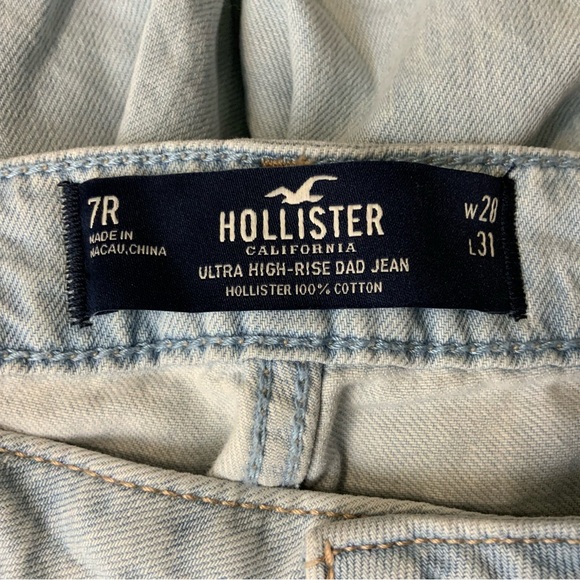 7R
MADE IN
MACAU,CHINA
HOLLISTER
CALIFORNIA
ULTRA HIGH-RISE DAD JEAN
HOLLISTER 100% COTTON
W28
L31